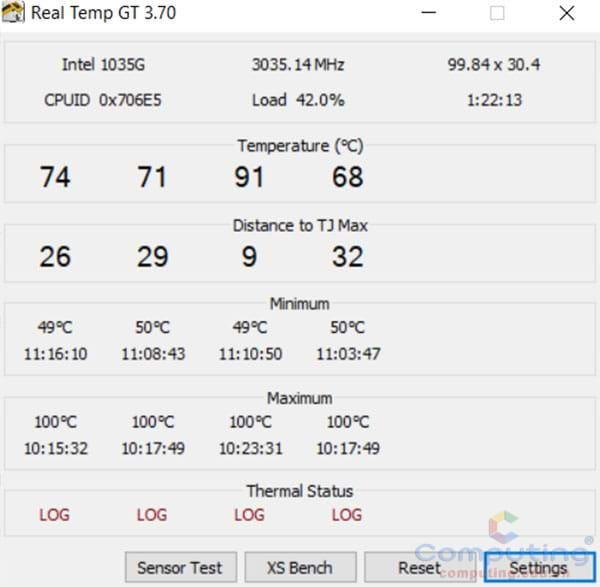 Real Temp GT 3.70
Intel 1035G 3035.14 MHz 99.84 x 30.4
CPUID 0x706E5 Load 42.0% 1:22:13
Temperature (°C)
74 71 91 68
Distance to TJ Max
26 29 9 32
Minimum
49°C 50°C 49°C 50°C
11:16:10 11:08:43 11:10:50 11:03:47
Maximum
100°C 100°C 100°C 100°C
10:15:32 10:17:49 10:23:31 10:17:49
Thermal Status
LOG LOG LOG LOG
Computing®
Sensor Test XS Bench Reset Settings